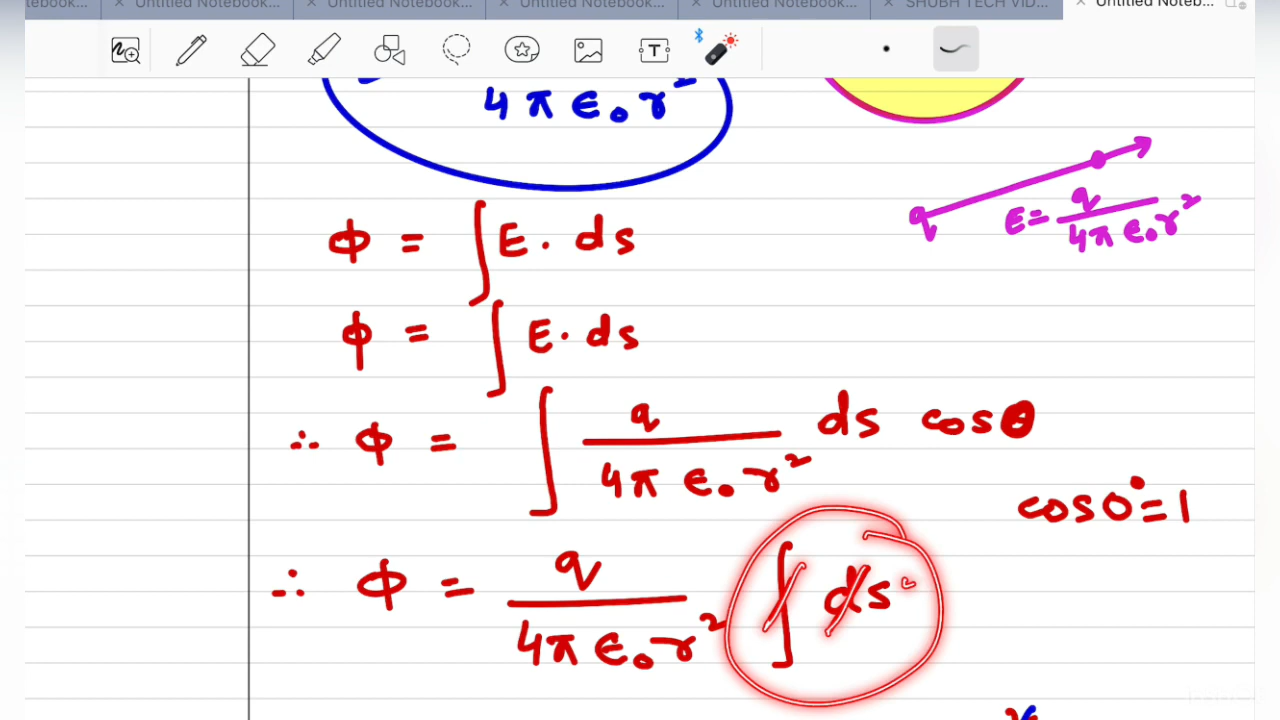 Untitled Notebook...
Untitled Notebook...
Untitled Notebook...
Untitled Notebook...
SHUBH TECH VID...
Untitled Noteb...
T
4πε₀r²
E = q / 4πε₀r²
q
φ = ∫E · ds
φ = ∫E · ds
∴ φ = ∫ q / 4πε₀r² ds cosθ
cos0° = 1
∴ φ = q / 4πε₀r² ∫ ds